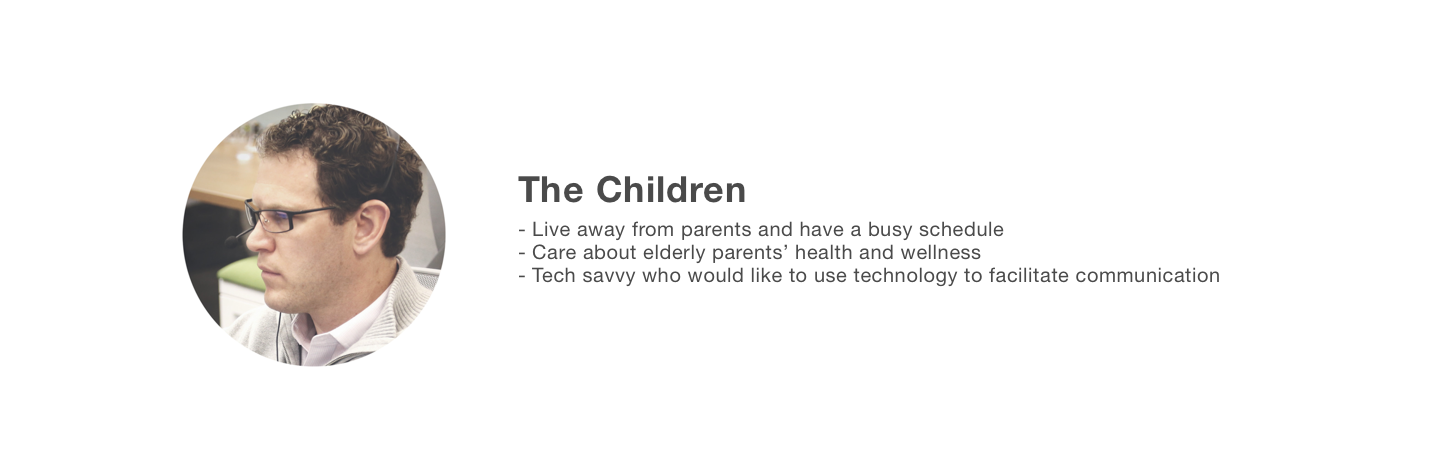 The Children
- Live away from parents and have a busy schedule
- Care about elderly parents’ health and wellness
- Tech savvy who would like to use technology to facilitate communication